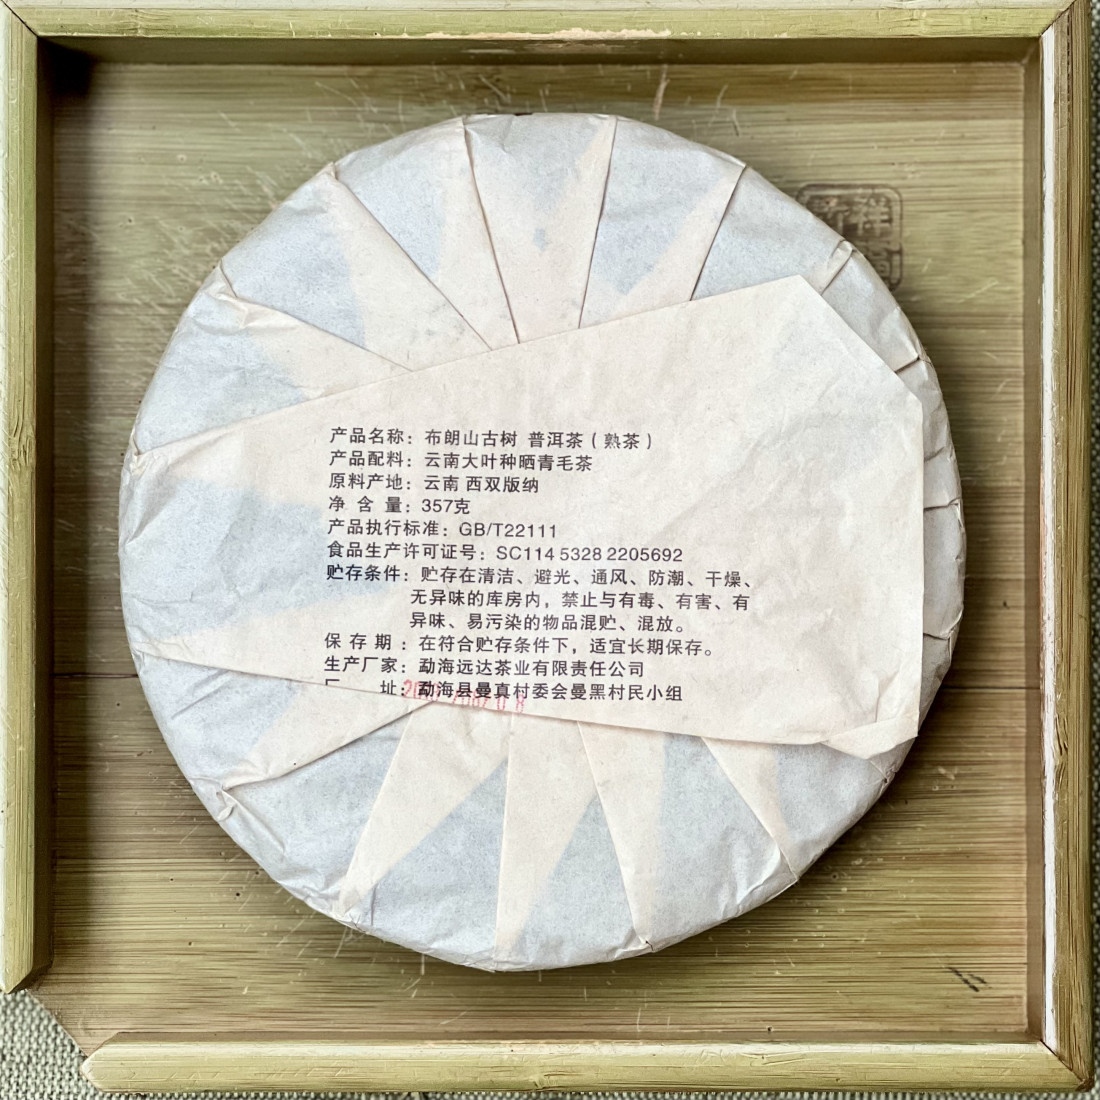 祥
产品名称：布朗山古树 普洱茶（熟茶）
产品配料：云南大叶种晒青毛茶
原料产地：云南 西双版纳
净 含 量：357克
产品执行标准：GB/T22111
食品生产许可证号：SC114 5328 2205692
贮存条件：贮存在清洁、避光、通风、防潮、干燥、
无异味的库房内，禁止与有毒、有害、有
异味、易污染的物品混贮、混放。
保 存 期 ：在符合贮存条件下，适宜长期保存。
生产厂家：勐海远达茶业有限责任公司
厂 址：勐海县曼真村委会曼黑村民小组